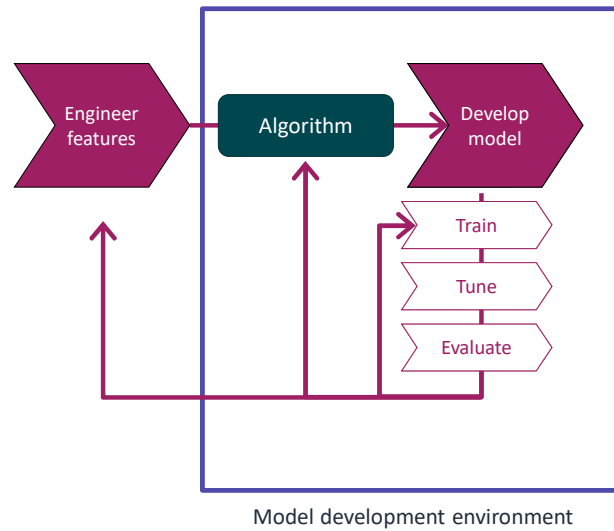 Engineer
features
Algorithm
Develop
model
Train
Tune
Evaluate
Model development environment